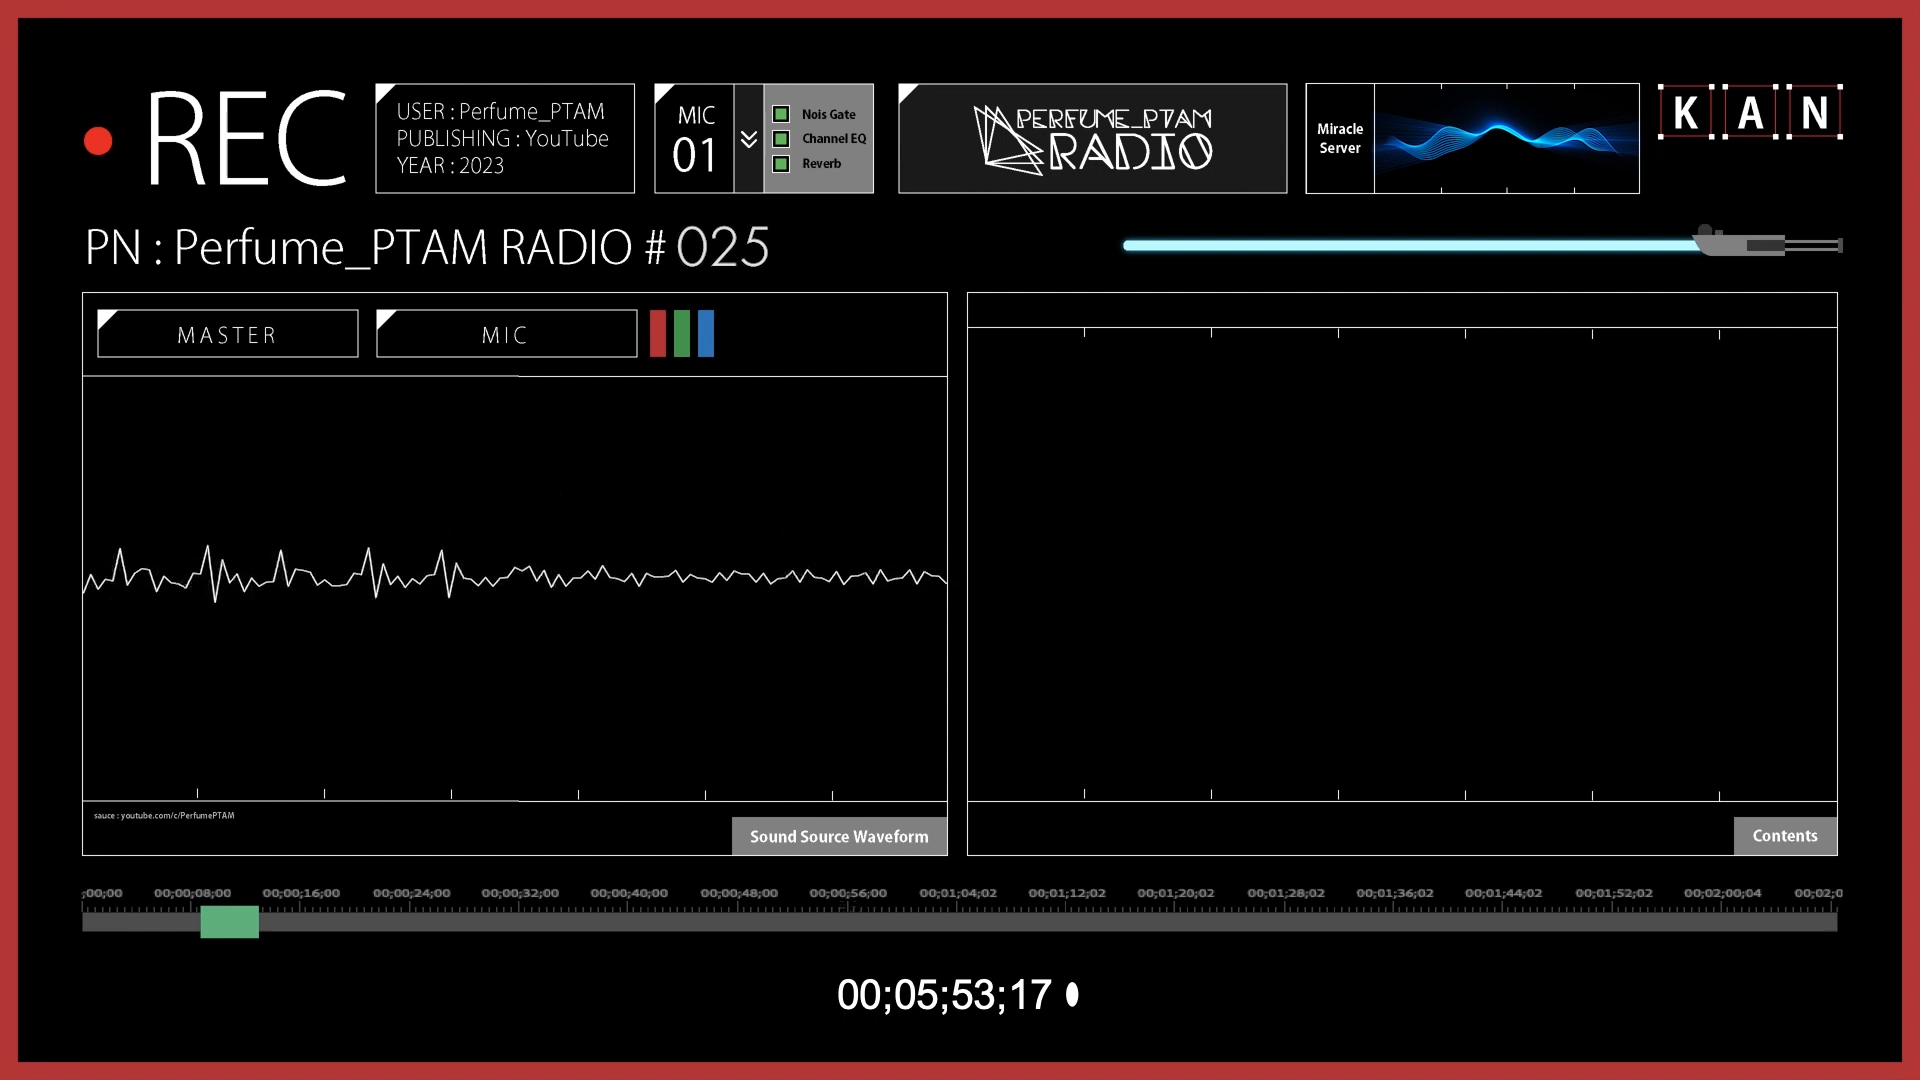 REC
USER : Perfume_PTAM
PUBLISHING : YouTube
YEAR : 2023
MIC
01
Nois Gate
Channel EQ
Reverb
PERFUME_PTAM
RADIO
Miracle
Server
K A N
PN : Perfume_PTAM RADIO # 025
MASTER
MIC
sauce : youtube.com/c/PerfumePTAM
Sound Source Waveform
Contents
;00;00 00;00;08;00 00;00;16;00 00;00;24;00 00;00;32;00 00;00;40;00 00;00;48;00 00;00;56;00 00;01;04;02 00;01;12;02 00;01;20;02 00;01;28;02 00;01;36;02 00;01;44;02 00;01;52;02 00;02;00;04 00;02;0
00;05;53;17